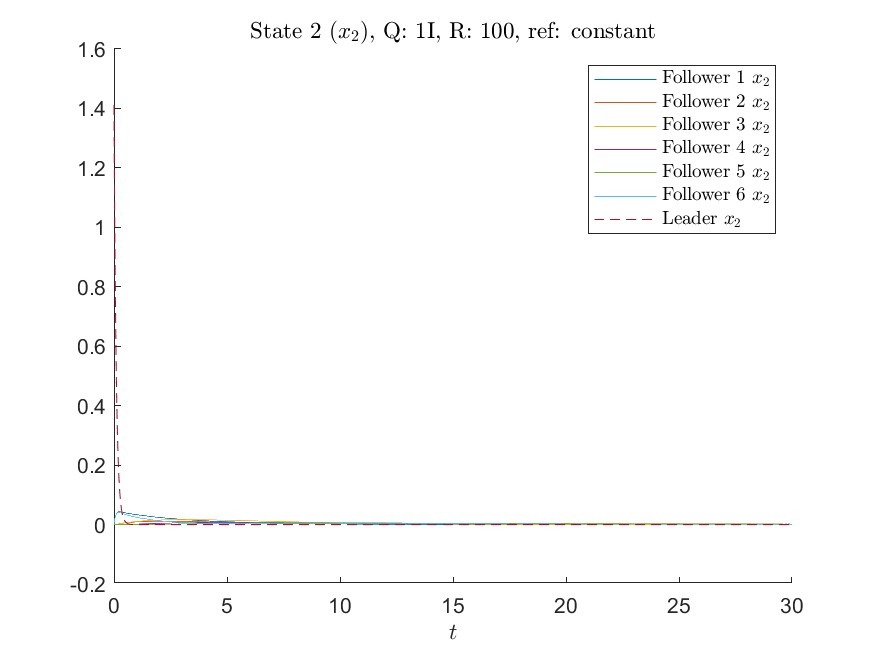 State 2 (x₂), Q: 1I, R: 100, ref: constant
1.6
1.4
1.2
1
0.8
0.6
0.4
0.2
0
-0.2
Follower 1 x₂
Follower 2 x₂
Follower 3 x₂
Follower 4 x₂
Follower 5 x₂
Follower 6 x₂
Leader x₂
0 5 10 15 20 25 30
t